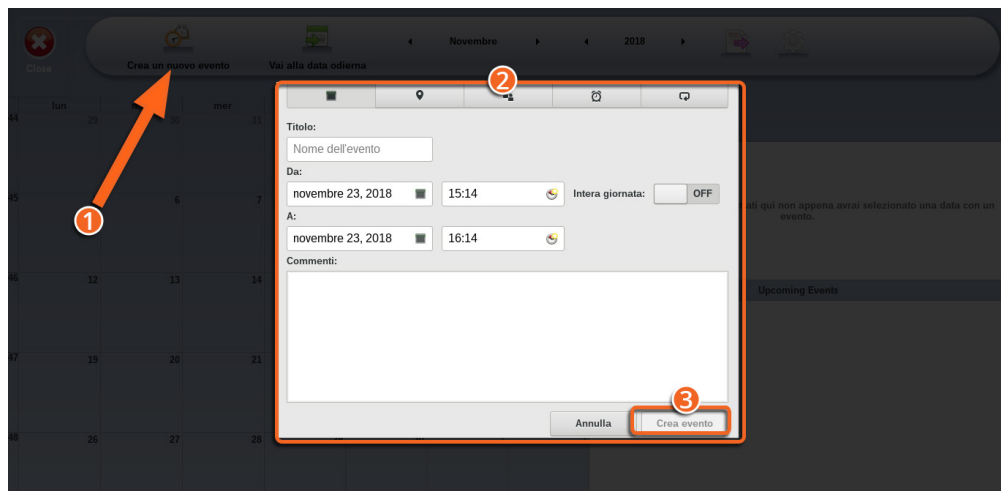 Close
Crea un nuovo evento
Vai alla data odierna
Novembre
2018
2
lun
mer
44
29
30
31
Titolo:
Nome dell'evento
Da:
novembre 23, 2018
15:14
Intera giornata:
OFF
45
6
7
ati qui non appena avrai selezionato una data con un
evento.
1
A:
novembre 23, 2018
16:14
Commenti:
46
12
13
14
Upcoming Events
47
19
20
21
3
Annulla
Crea evento
48
26
27
28